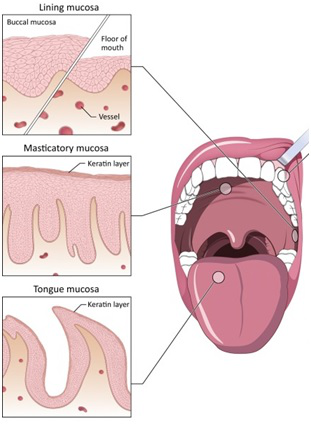 Lining mucosa
Buccal mucosa
Floor of
mouth
Vessel
Masticatory mucosa
Keratin layer
Tongue mucosa
Keratin layer